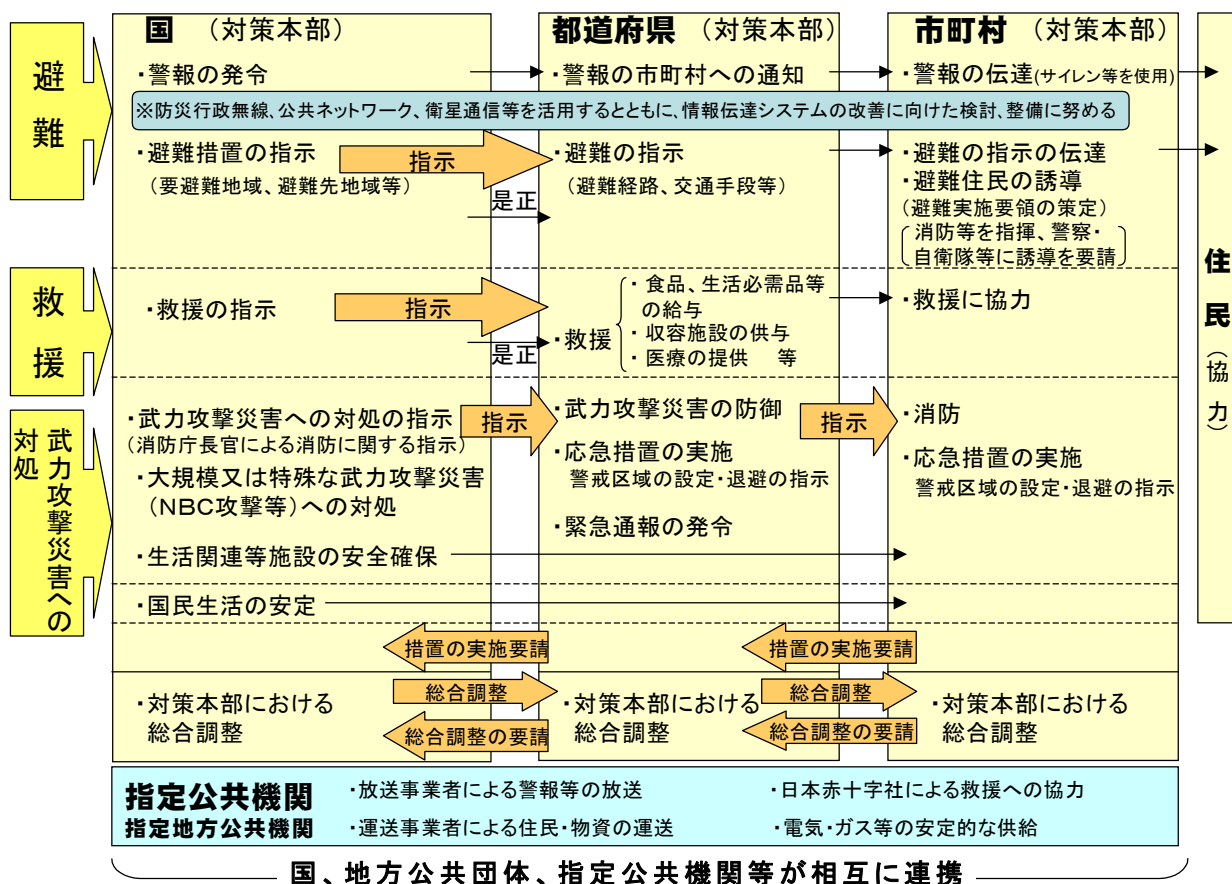 国 (対策本部)
都道府県 (対策本部)
市町村 (対策本部)
避難
・警報の発令
・警報の市町村への通知
・警報の伝達(サイレン等を使用)
※防災行政無線、公共ネットワーク、衛星通信等を活用するとともに、情報伝達システムの改善に向けた検討、整備に努める
・避難措置の指示
(要避難地域、避難先地域等)
指示
是正
・避難の指示
(避難経路、交通手段等)
・避難の指示の伝達
・避難住民の誘導
(避難実施要領の策定)
消防等を指揮、警察・
自衛隊等に誘導を要請
救援
・救援の指示
指示
是正
・救援
・食品、生活必需品等
の給与
・収容施設の供与
・医療の提供 等
・救援に協力
武力攻撃災害への
対処
・武力攻撃災害への対処の指示
(消防庁長官による消防に関する指示)
・大規模又は特殊な武力攻撃災害
(NBC攻撃等)への対処
・生活関連等施設の安全確保
指示
・武力攻撃災害の防御
・応急措置の実施
警戒区域の設定・退避の指示
・緊急通報の発令
指示
・消防
・応急措置の実施
警戒区域の設定・退避の指示
・国民生活の安定
措置の実施要請
措置の実施要請
・対策本部における
総合調整
総合調整
総合調整の要請
・対策本部における
総合調整
総合調整
総合調整の要請
・対策本部における
総合調整
住民(協力)
指定公共機関
指定地方公共機関
・放送事業者による警報等の放送
・日本赤十字社による救援への協力
・運送事業者による住民・物資の運送
・電気・ガス等の安定的な供給
国、地方公共団体、指定公共機関等が相互に連携